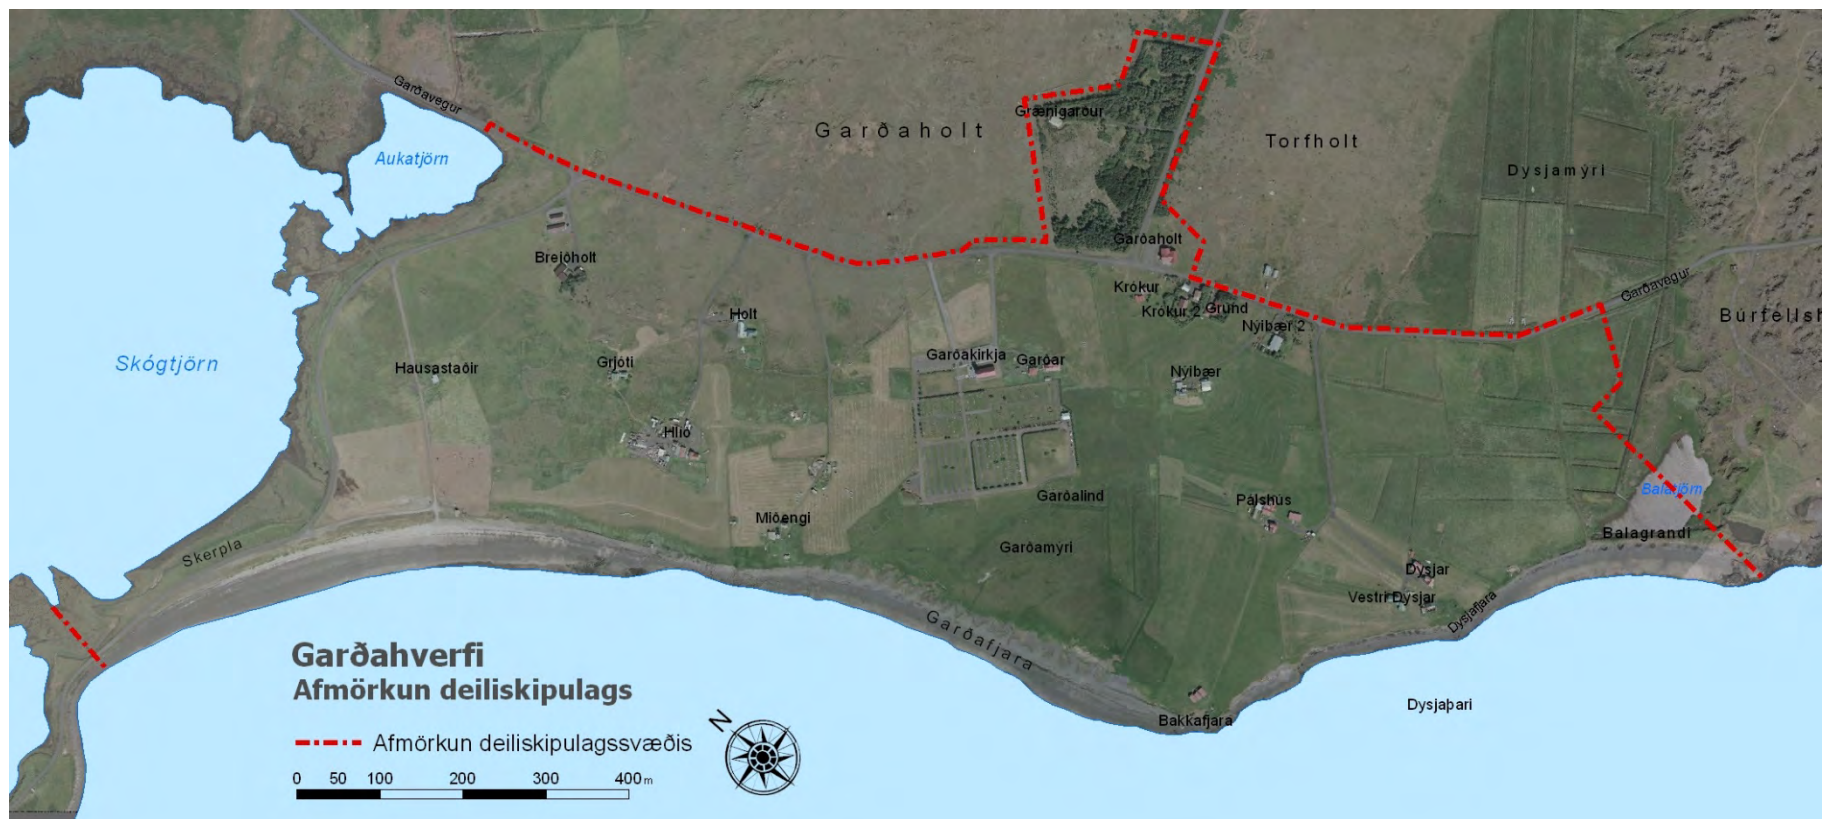 Garðavegur
Aukatjörn
Garðaholt
Grænigarður
Torfholt
Dysjamýri
Garðaholt
Breiðholt
Krókur
Krókur 2
Grund
Nýibær 2
Garðavegur
Búrfellsh
Holt
Skógtjörn
Hausastaðir
Grjóti
Garðakirkja
Garðar
Nýibær
Hlið
Balatjörn
Garðalind
Pálshús
Miðengi
Balagrandi
Skerpla
Garðamýri
Dysjar
Vestri Dysjar
Dysjafjara
Garðafjara
Garðahverfi
Afmörkun deiliskipulags
Dysjaþari
Bakkafjara
N
Afmörkun deiliskipulagssvæðis
0 50 100 200 300 400 m